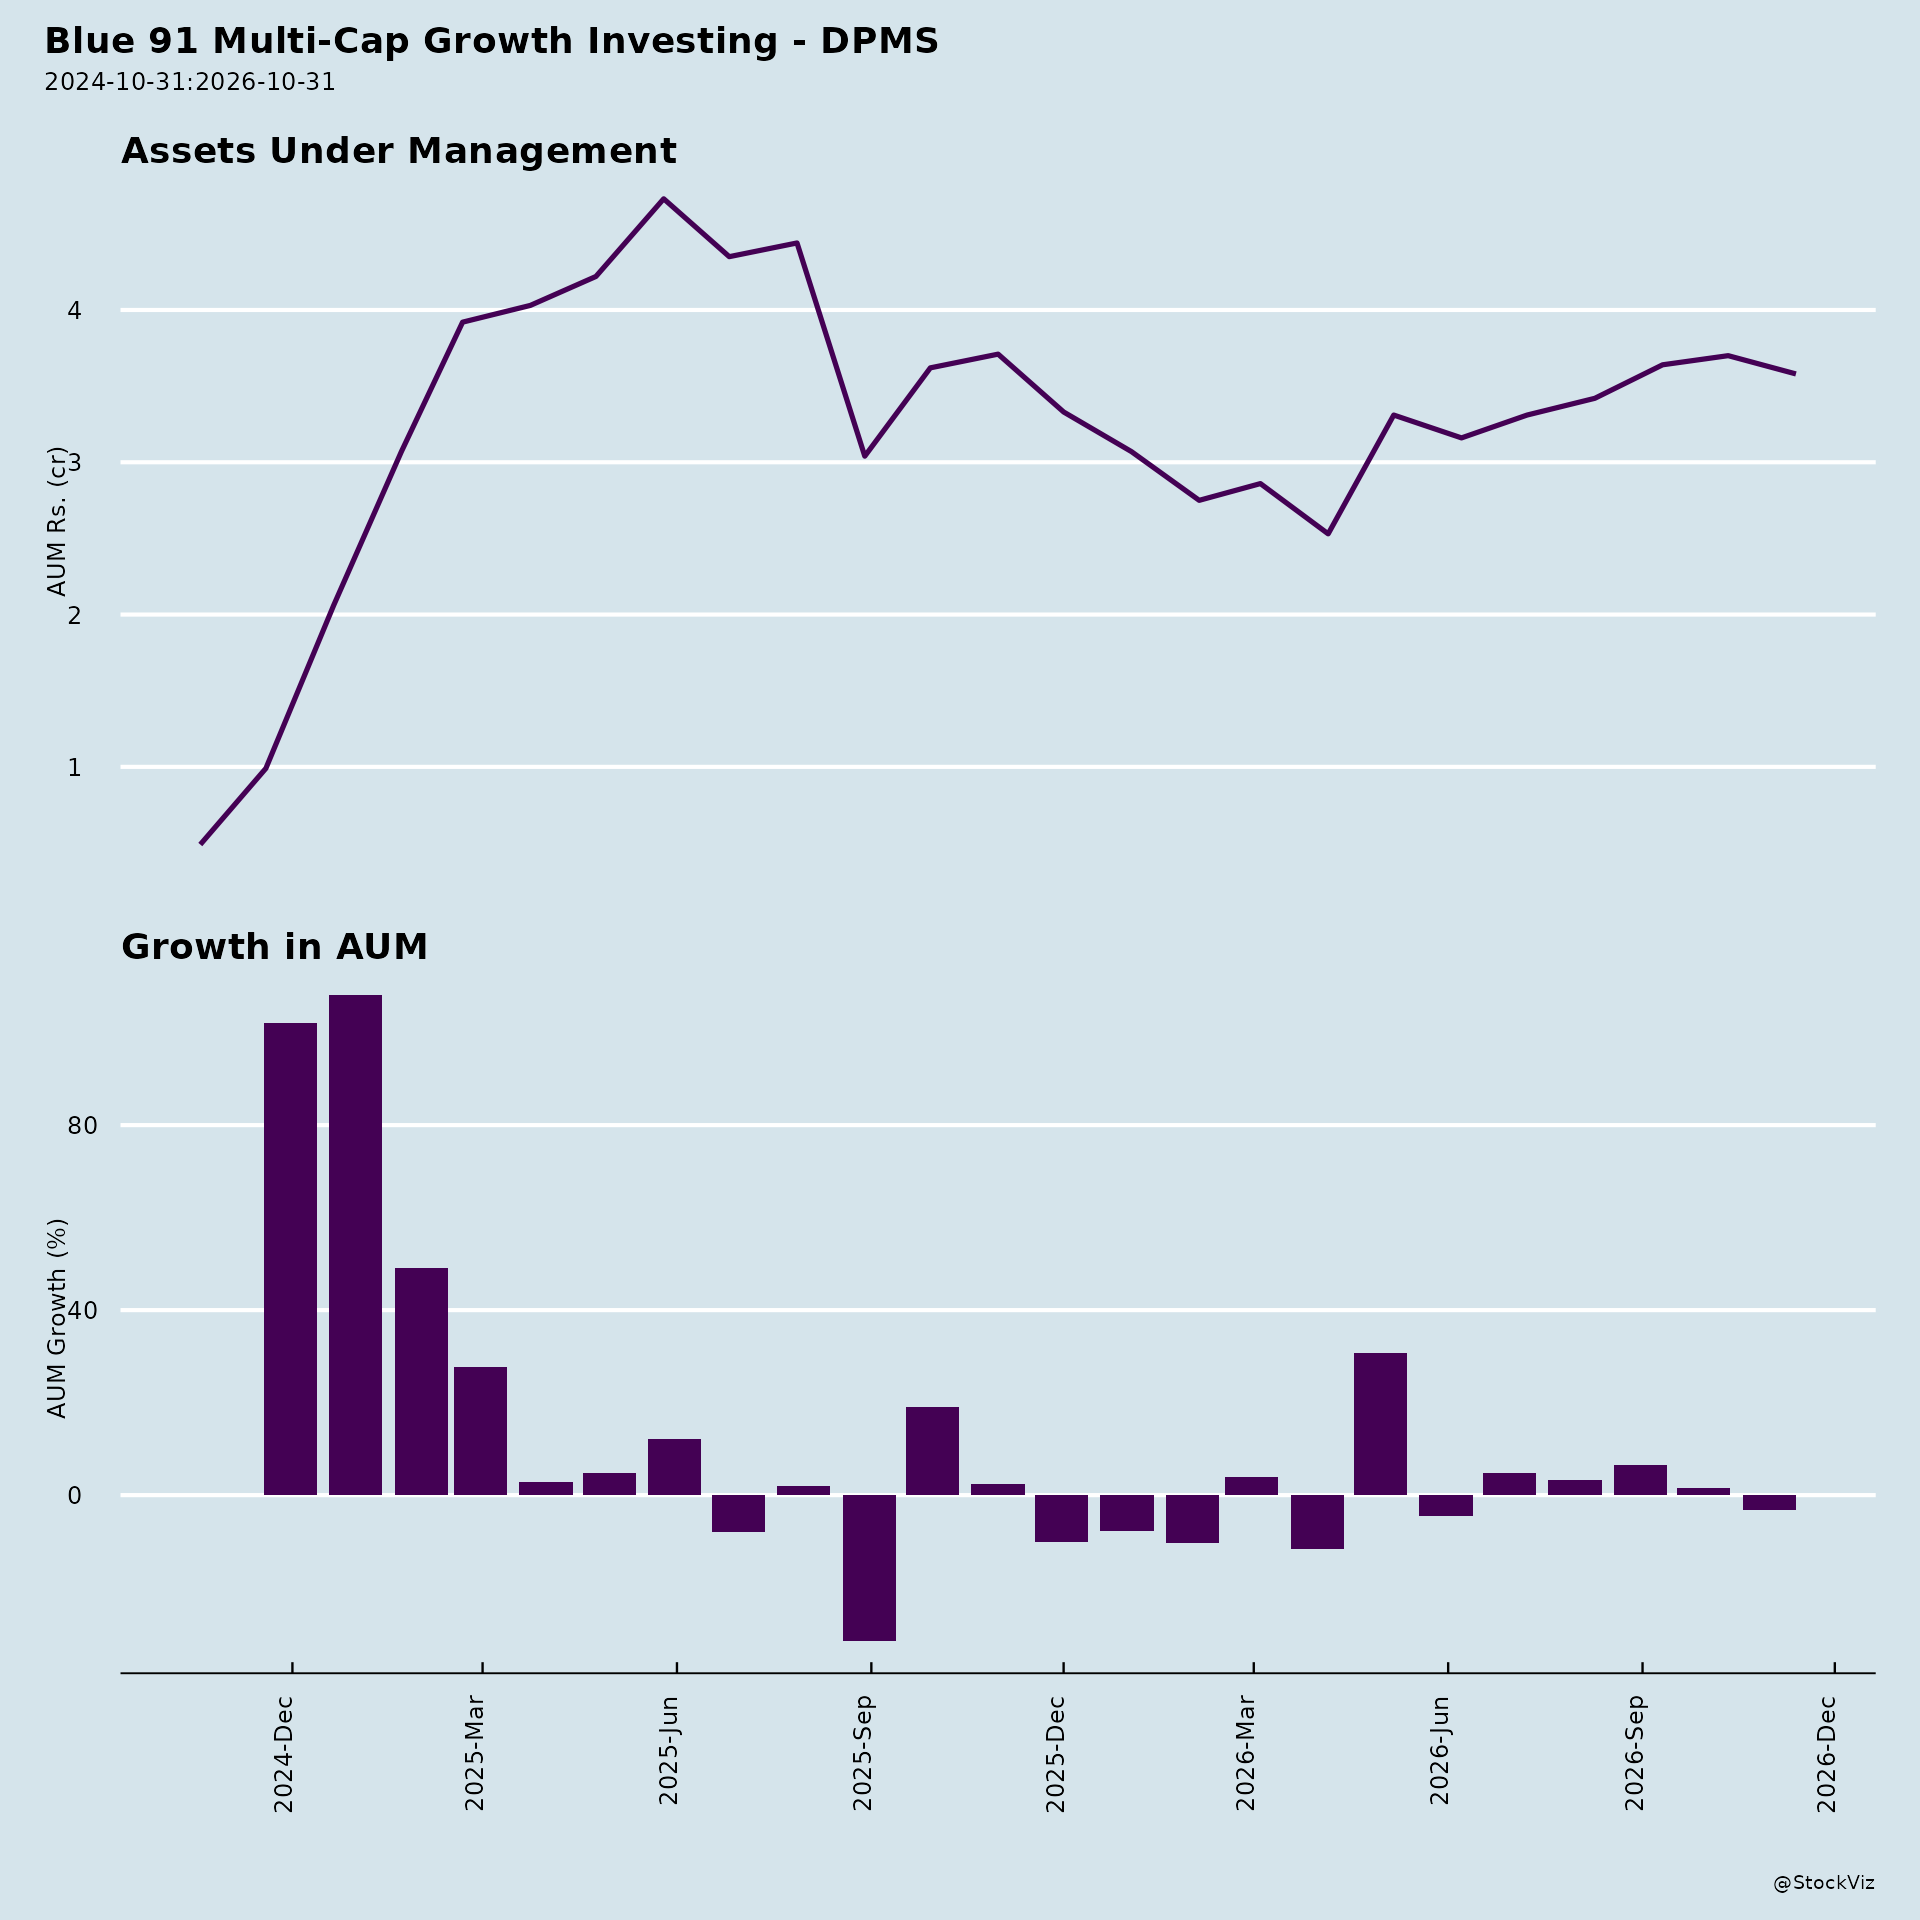 Blue 91 Multi-Cap Growth Investing - DPMS
2024-10-31:2026-10-31
Assets Under Management
AUM Rs. (cr)
4
3
2
1
Growth in AUM
AUM Growth (%)
80
40
0
2024-Dec
2025-Mar
2025-Jun
2025-Sep
2025-Dec
2026-Mar
2026-Jun
2026-Sep
2026-Dec
@StockViz